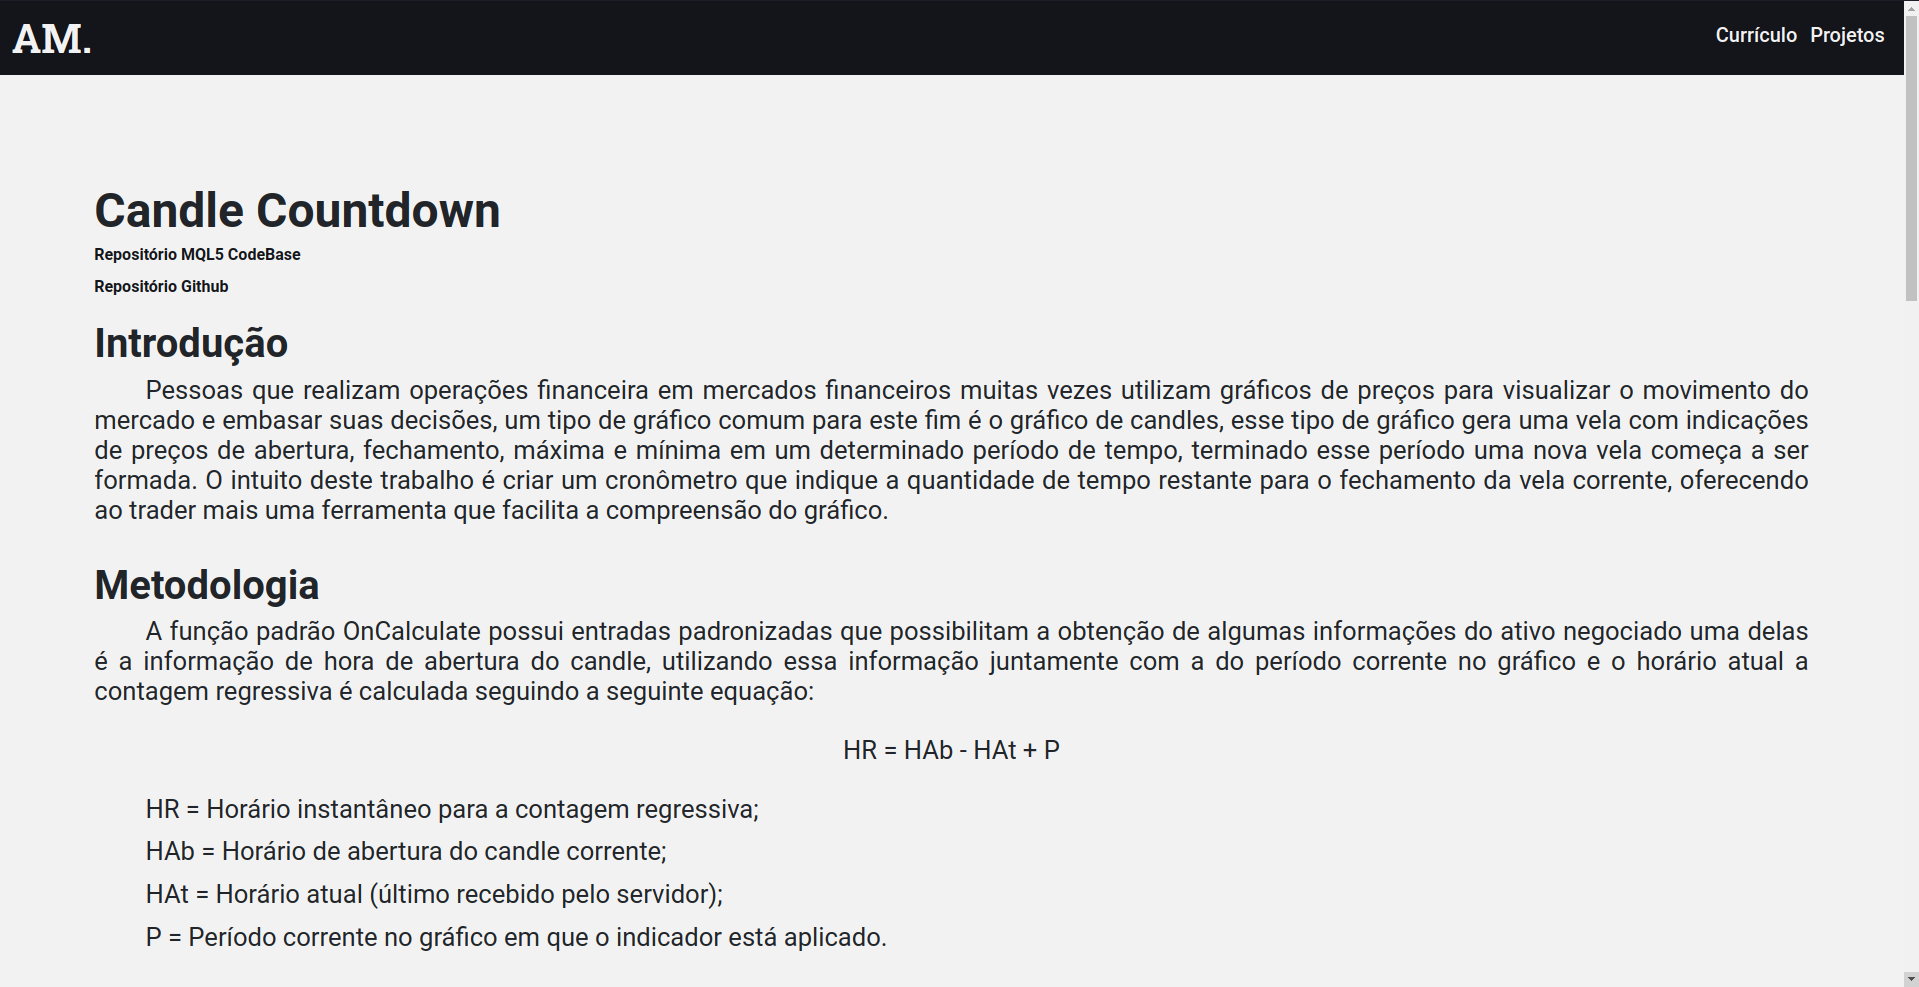 AM.
Currículo Projetos
Candle Countdown
Repositório MQL5 CodeBase
Repositório Github
Introdução
Pessoas que realizam operações financeira em mercados financeiros muitas vezes utilizam gráficos de preços para visualizar o movimento do
mercado e embasar suas decisões, um tipo de gráfico comum para este fim é o gráfico de candles, esse tipo de gráfico gera uma vela com indicações
de preços de abertura, fechamento, máxima e mínima em um determinado período de tempo, terminado esse período uma nova vela começa a ser
formada. O intuito deste trabalho é criar um cronômetro que indique a quantidade de tempo restante para o fechamento da vela corrente, oferecendo
ao trader mais uma ferramenta que facilita a compreensão do gráfico.
Metodologia
A função padrão OnCalculate possui entradas padronizadas que possibilitam a obtenção de algumas informações do ativo negociado uma delas
é a informação de hora de abertura do candle, utilizando essa informação juntamente com a do período corrente no gráfico e o horário atual a
contagem regressiva é calculada seguindo a seguinte equação:
HR = HAb - HAt + P
HR = Horário instantâneo para a contagem regressiva;
HAb = Horário de abertura do candle corrente;
HAt = Horário atual (último recebido pelo servidor);
P = Período corrente no gráfico em que o indicador está aplicado.